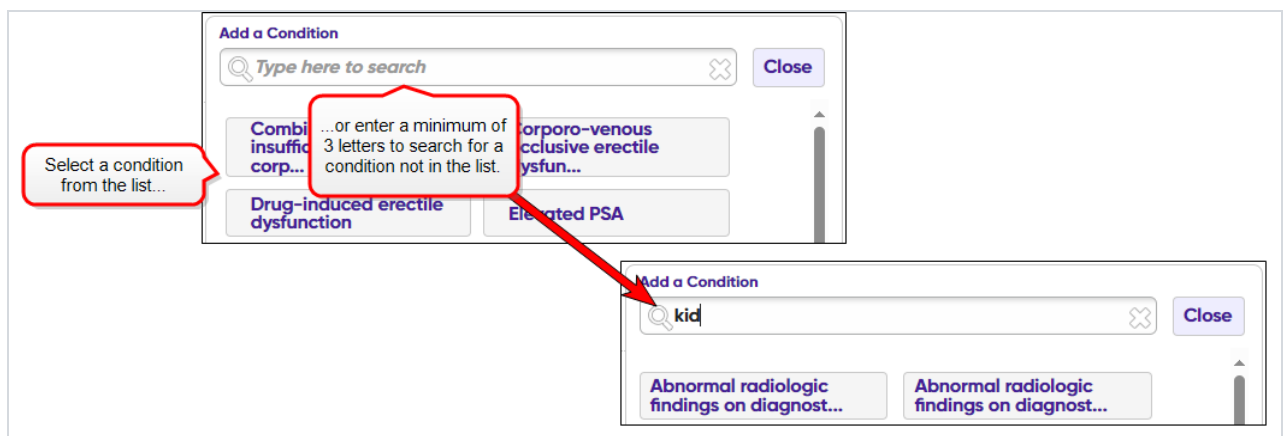 Add a Condition
Type here to search
Close
Combi
insuffic
corp...
...or enter a minimum of
3 letters to search for a
condition not in the list.
Corporo-venous
cclusive erectile
ysfun...
Select a condition
from the list...
Drug-induced erectile
dysfunction
Elevated PSA
Add a Condition
kid
Close
Abnormal radiologic
findings on diagnost...
Abnormal radiologic
findings on diagnost...